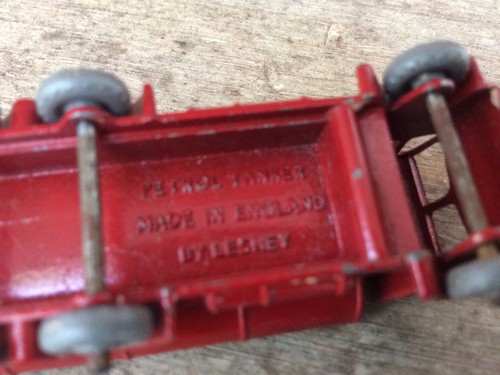 PETROL TANKER
MADE IN ENGLAND
BY LESNEY